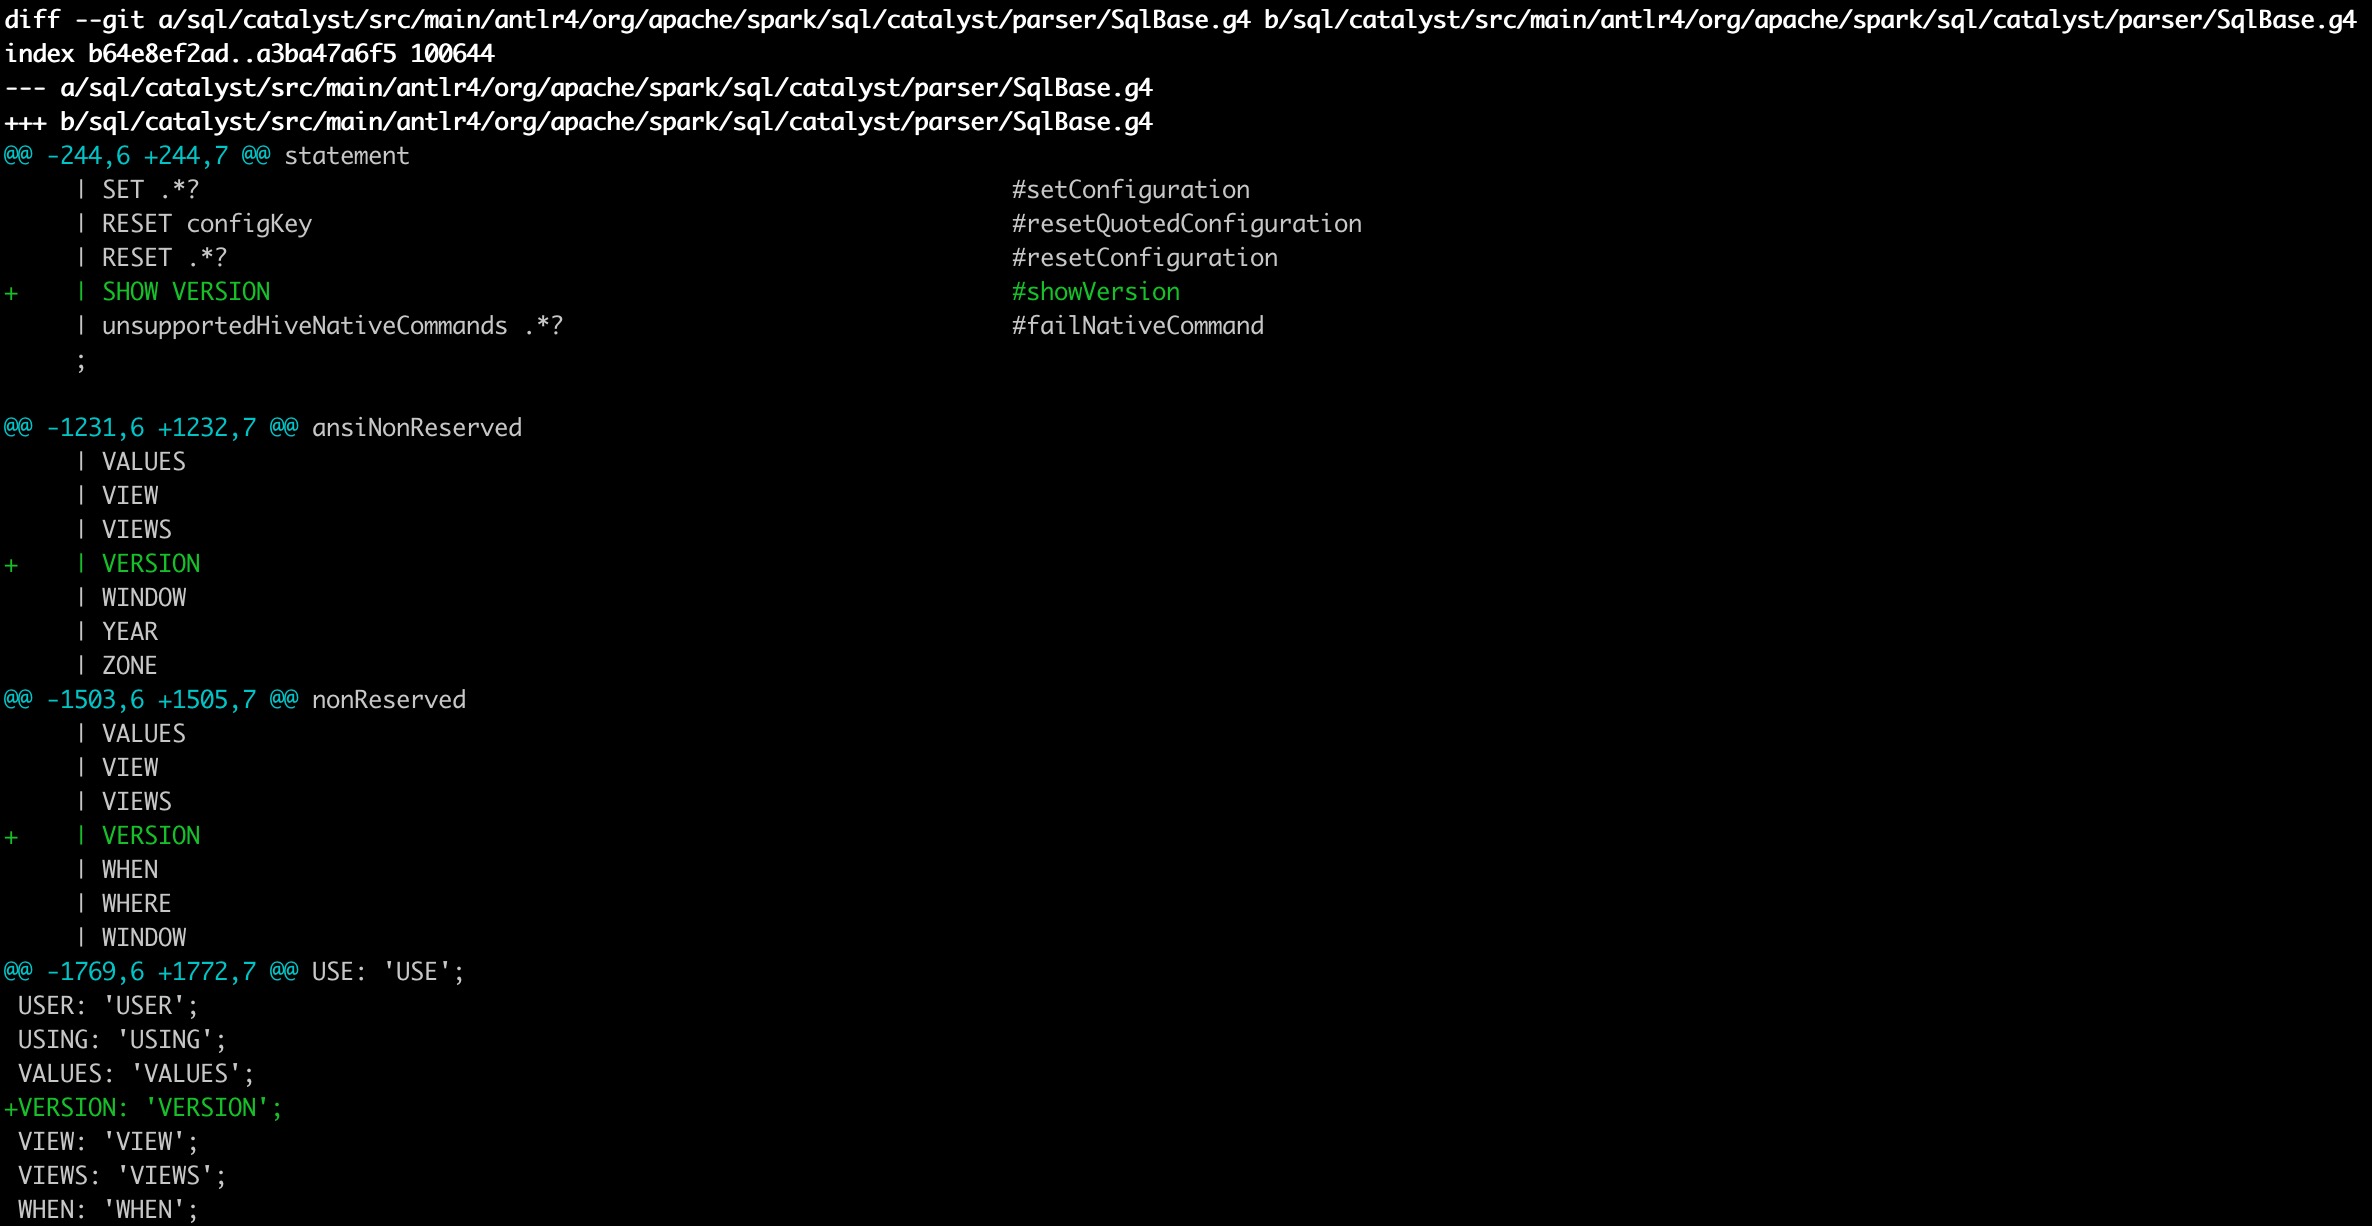 diff --git a/sql/catalyst/src/main/antlr4/org/apache/spark/sql/catalyst/parser/SqlBase.g4 b/sql/catalyst/src/main/antlr4/org/apache/spark/sql/catalyst/parser/SqlBase.g4
index b64e8ef2ad..a3ba47a6f5 100644
--- a/sql/catalyst/src/main/antlr4/org/apache/spark/sql/catalyst/parser/SqlBase.g4
+++ b/sql/catalyst/src/main/antlr4/org/apache/spark/sql/catalyst/parser/SqlBase.g4
@@ -244,6 +244,7 @@ statement
     | SET .*?                                                          #setConfiguration
     | RESET configKey                                                  #resetQuotedConfiguration
     | RESET .*?                                                        #resetConfiguration
+    | SHOW VERSION                                                     #showVersion
     | unsupportedHiveNativeCommands .*?                                #failNativeCommand
     ;

@@ -1231,6 +1232,7 @@ ansiNonReserved
     | VALUES
     | VIEW
     | VIEWS
+    | VERSION
     | WINDOW
     | YEAR
     | ZONE
@@ -1503,6 +1505,7 @@ nonReserved
     | VALUES
     | VIEW
     | VIEWS
+    | VERSION
     | WHEN
     | WHERE
     | WINDOW
@@ -1769,6 +1772,7 @@ USE: 'USE';
 USER: 'USER';
 USING: 'USING';
 VALUES: 'VALUES';
+VERSION: 'VERSION';
 VIEW: 'VIEW';
 VIEWS: 'VIEWS';
 WHEN: 'WHEN';